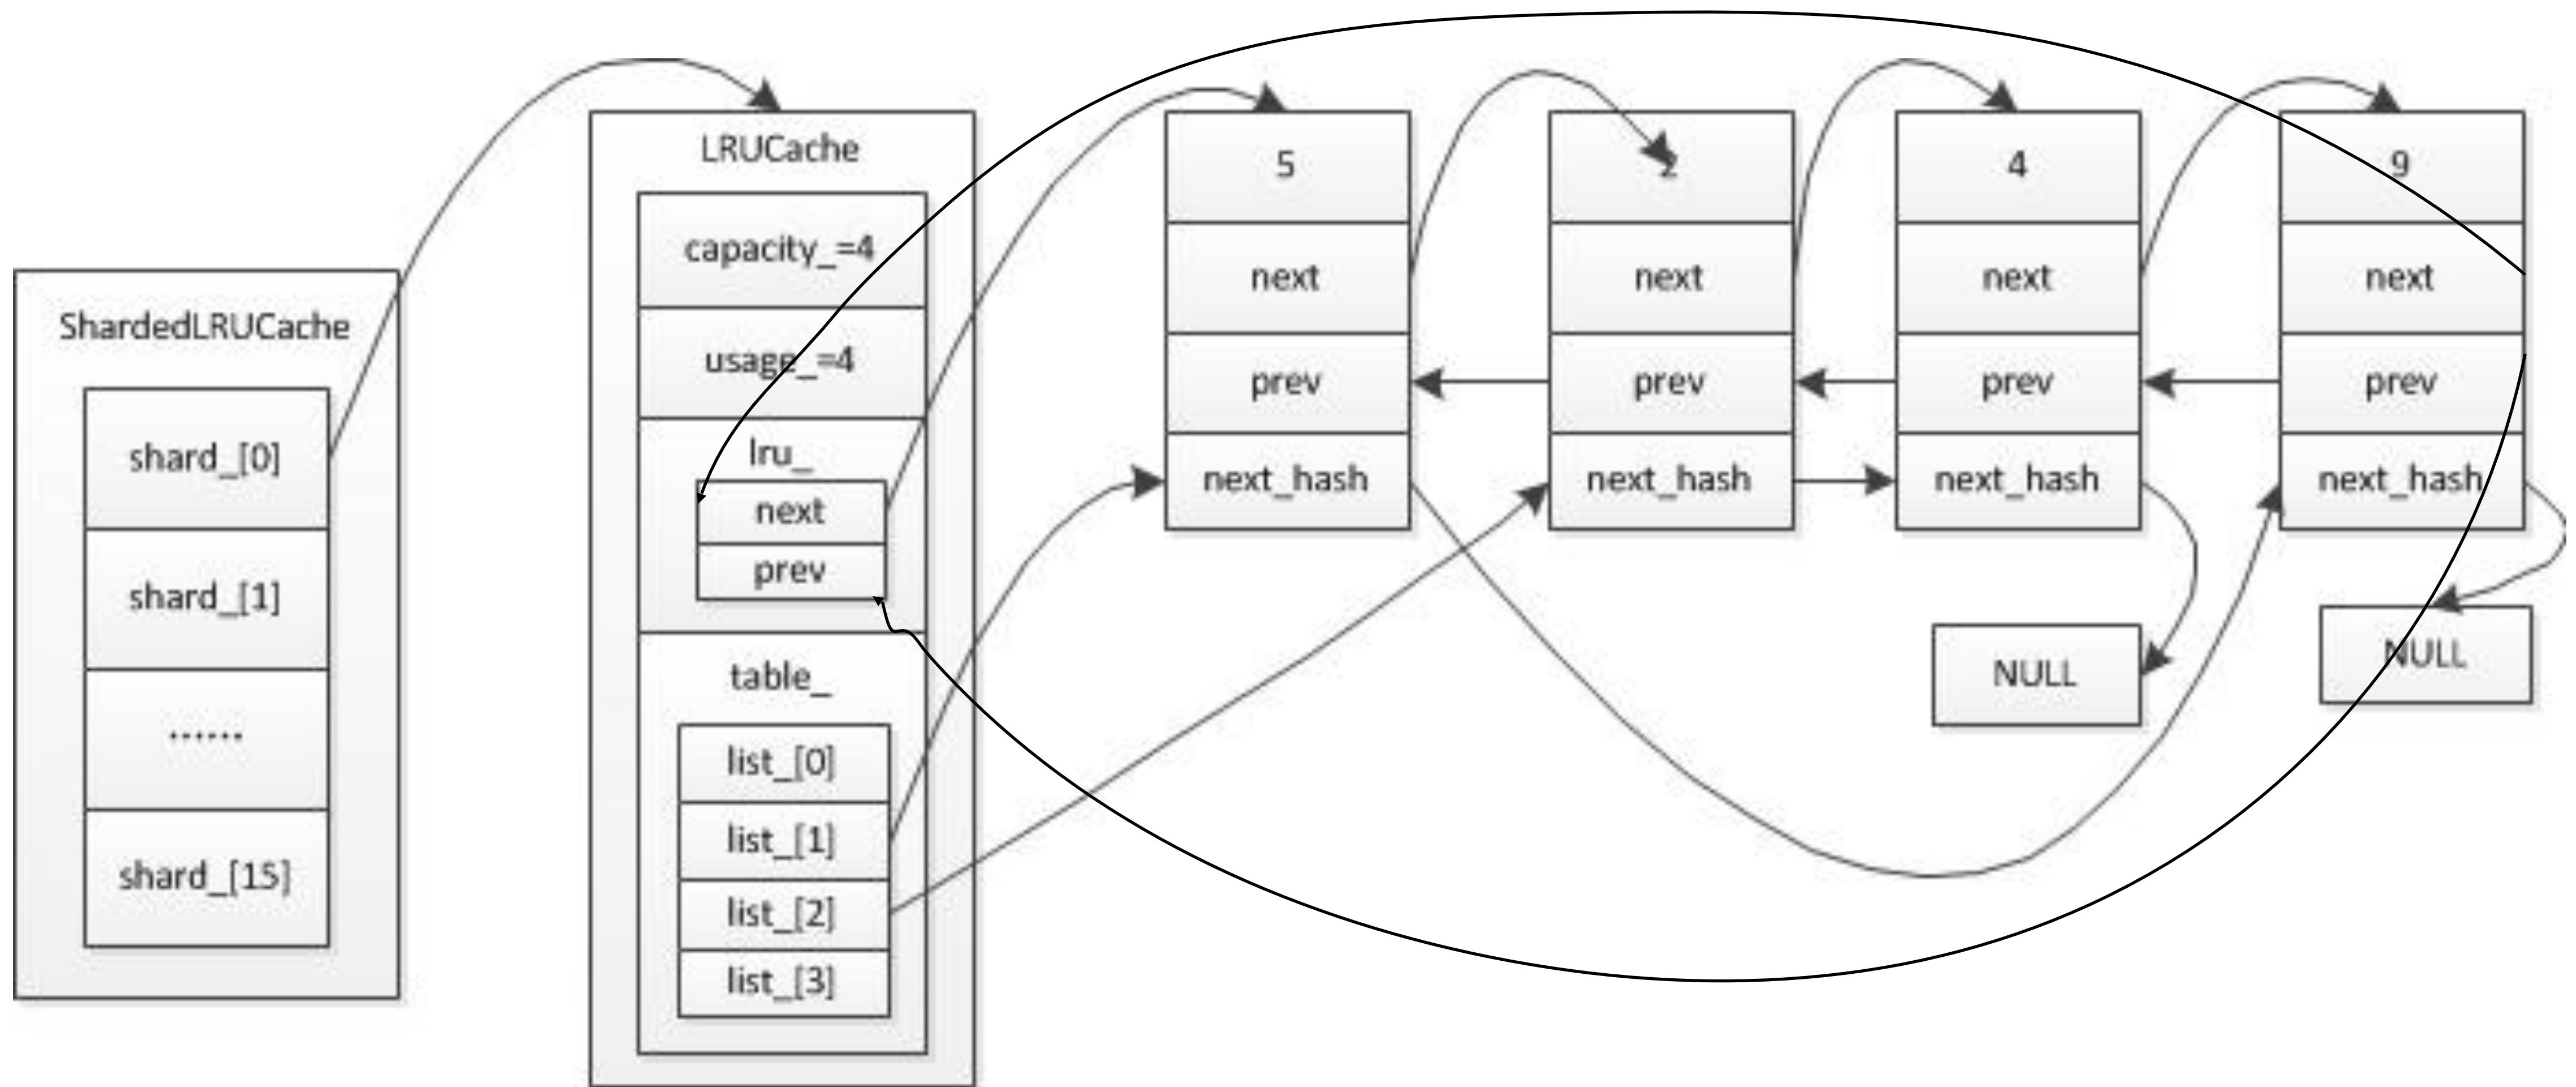 ShardedLRUCache
shard_[0]
shard_[1]
......
shard_[15]
LRUCache
capacity_=4
usage_=4
lru_
next
prev
table_
list_[0]
list_[1]
list_[2]
list_[3]
5
next
prev
next_hash
2
next
prev
next_hash
4
next
prev
next_hash
NULL
9
next
prev
next_hash
NULL